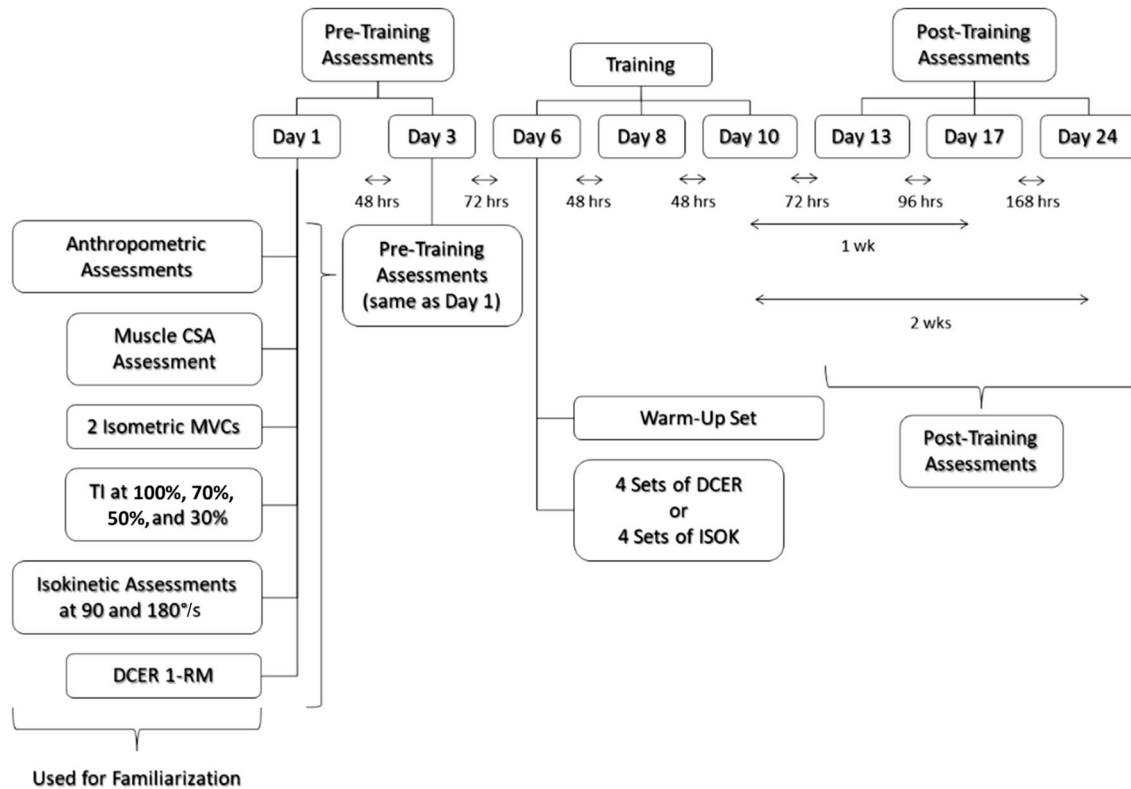 Pre-Training
Assessments
Training
Post-Training
Assessments
Day 1
Day 3
Day 6
Day 8
Day 10
Day 13
Day 17
Day 24
48 hrs
72 hrs
48 hrs
48 hrs
72 hrs
96 hrs
168 hrs
1 wk
2 wks
Anthropometric
Assessments
Muscle CSA
Assessment
2 Isometric MVCs
TI at 100%, 70%,
50%, and 30%
Isokinetic Assessments
at 90 and 180°/s
DCER 1-RM
Used for Familiarization
Pre-Training
Assessments
(same as Day 1)
Warm-Up Set
4 Sets of DCER
or
4 Sets of ISOK
Post-Training
Assessments